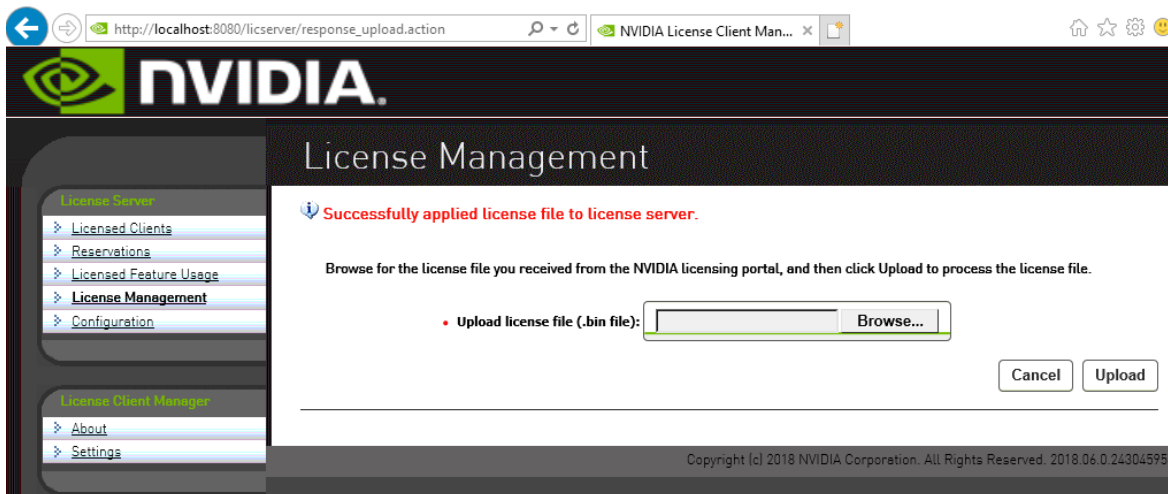 http://localhost:8080/licserver/response_upload.action
NVIDIA License Client Man...
NVIDIA.
License Management
License Server
Licensed Clients
Reservations
Licensed Feature Usage
License Management
Configuration
License Client Manager
About
Settings
Successfully applied license file to license server.
Browse for the license file you received from the NVIDIA licensing portal, and then click Upload to process the license file.
• Upload license file (.bin file): Browse...
Cancel Upload
Copyright (c) 2018 NVIDIA Corporation. All Rights Reserved. 2018.06.0.24304595